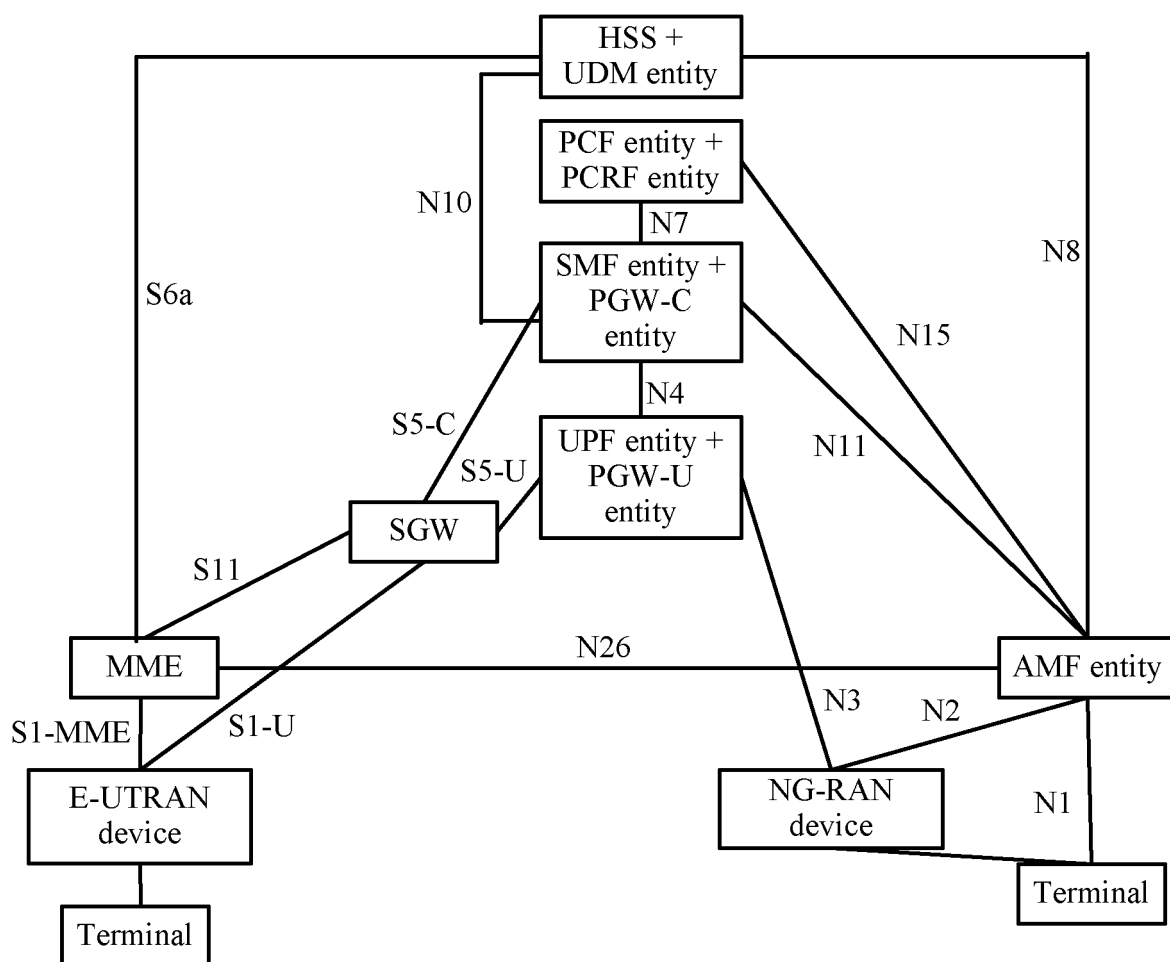 HSS +
UDM entity
PCF entity +
PCRF entity
N10
N7
N8
SMF entity +
PGW-C
entity
S6a
N15
N4
S5-C
UPF entity +
PGW-U
entity
N11
S5-U
SGW
S11
N26
MME
AMF entity
S1-MME
S1-U
N3
N2
E-UTRAN
device
NG-RAN
device
N1
Terminal
Terminal